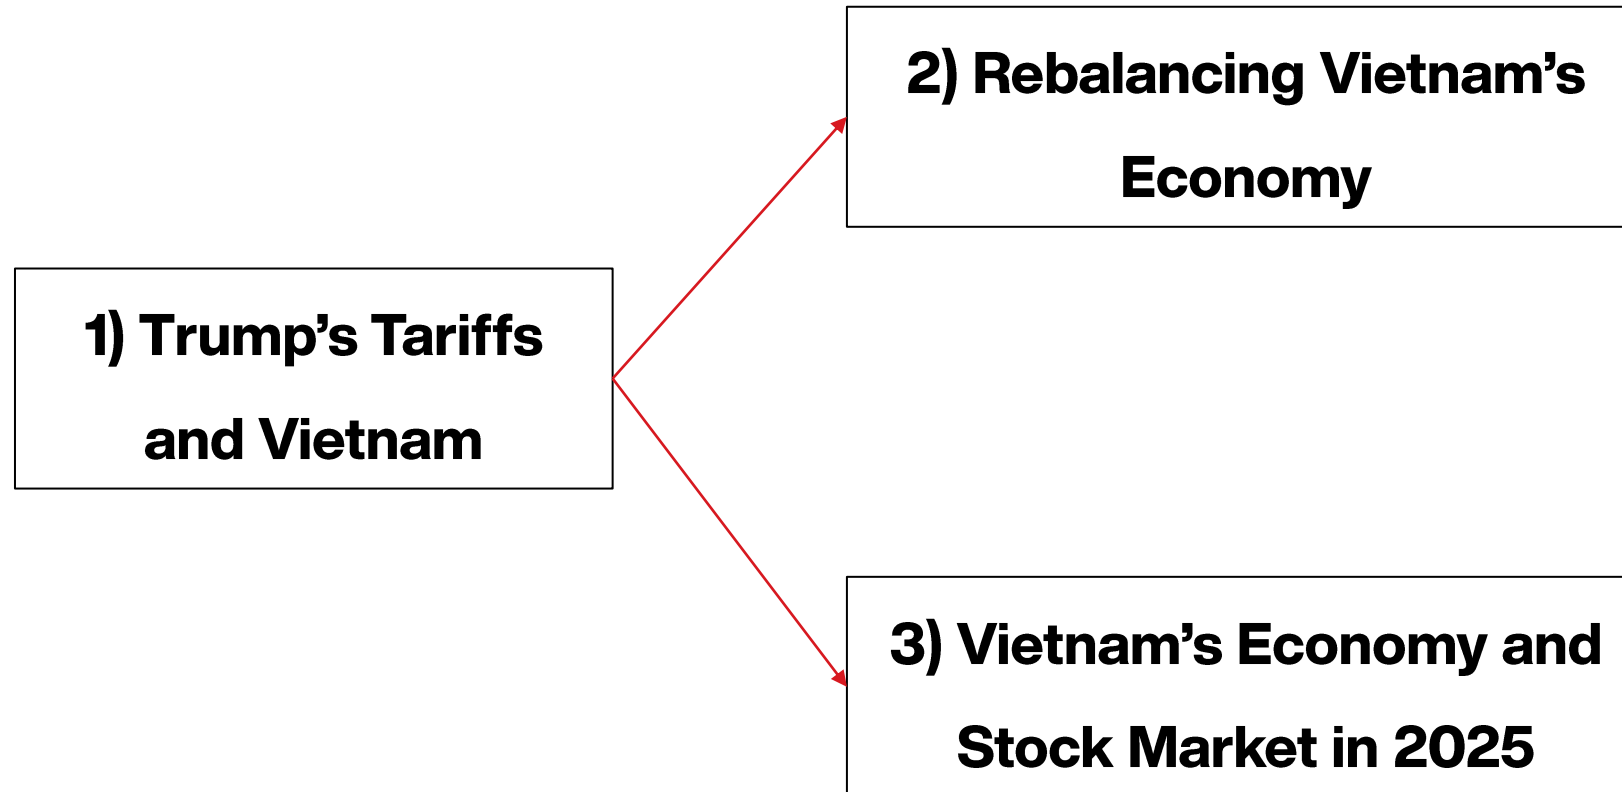 2) Rebalancing Vietnam’s
Economy
1) Trump’s Tariffs
and Vietnam
3) Vietnam’s Economy and
Stock Market in 2025